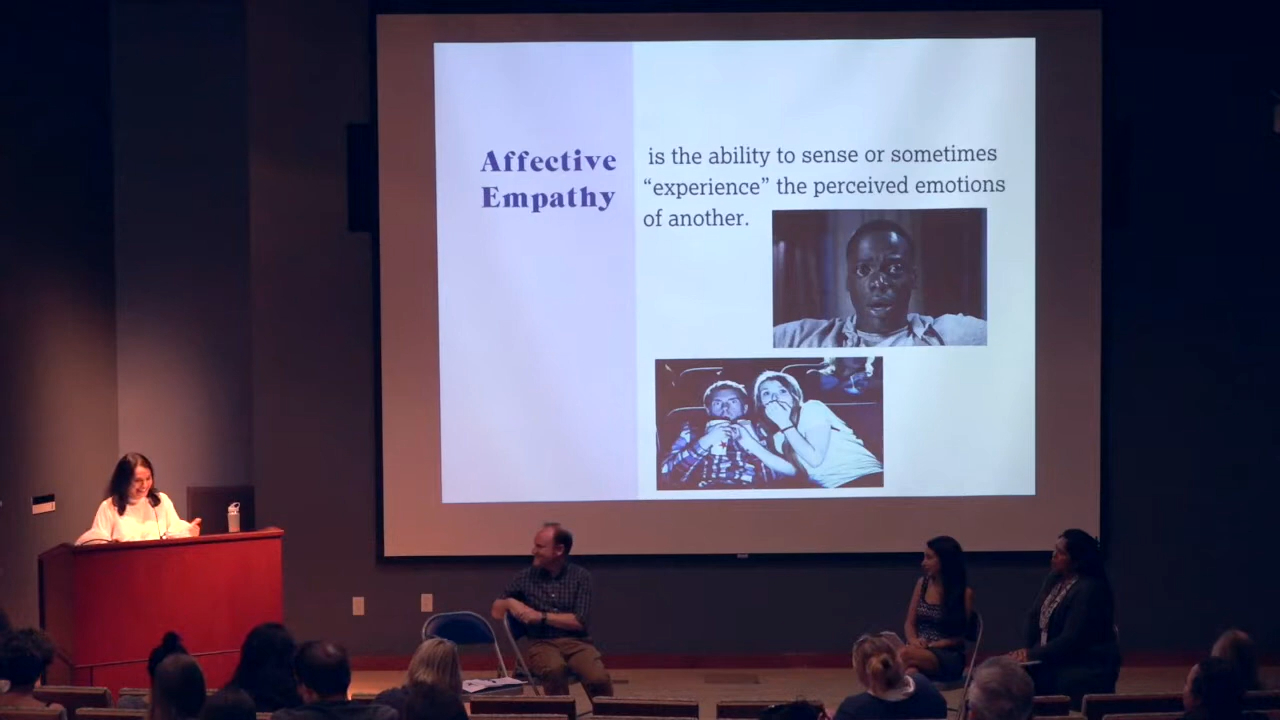 Affective
Empathy
is the ability to sense or sometimes
“experience” the perceived emotions
of another.